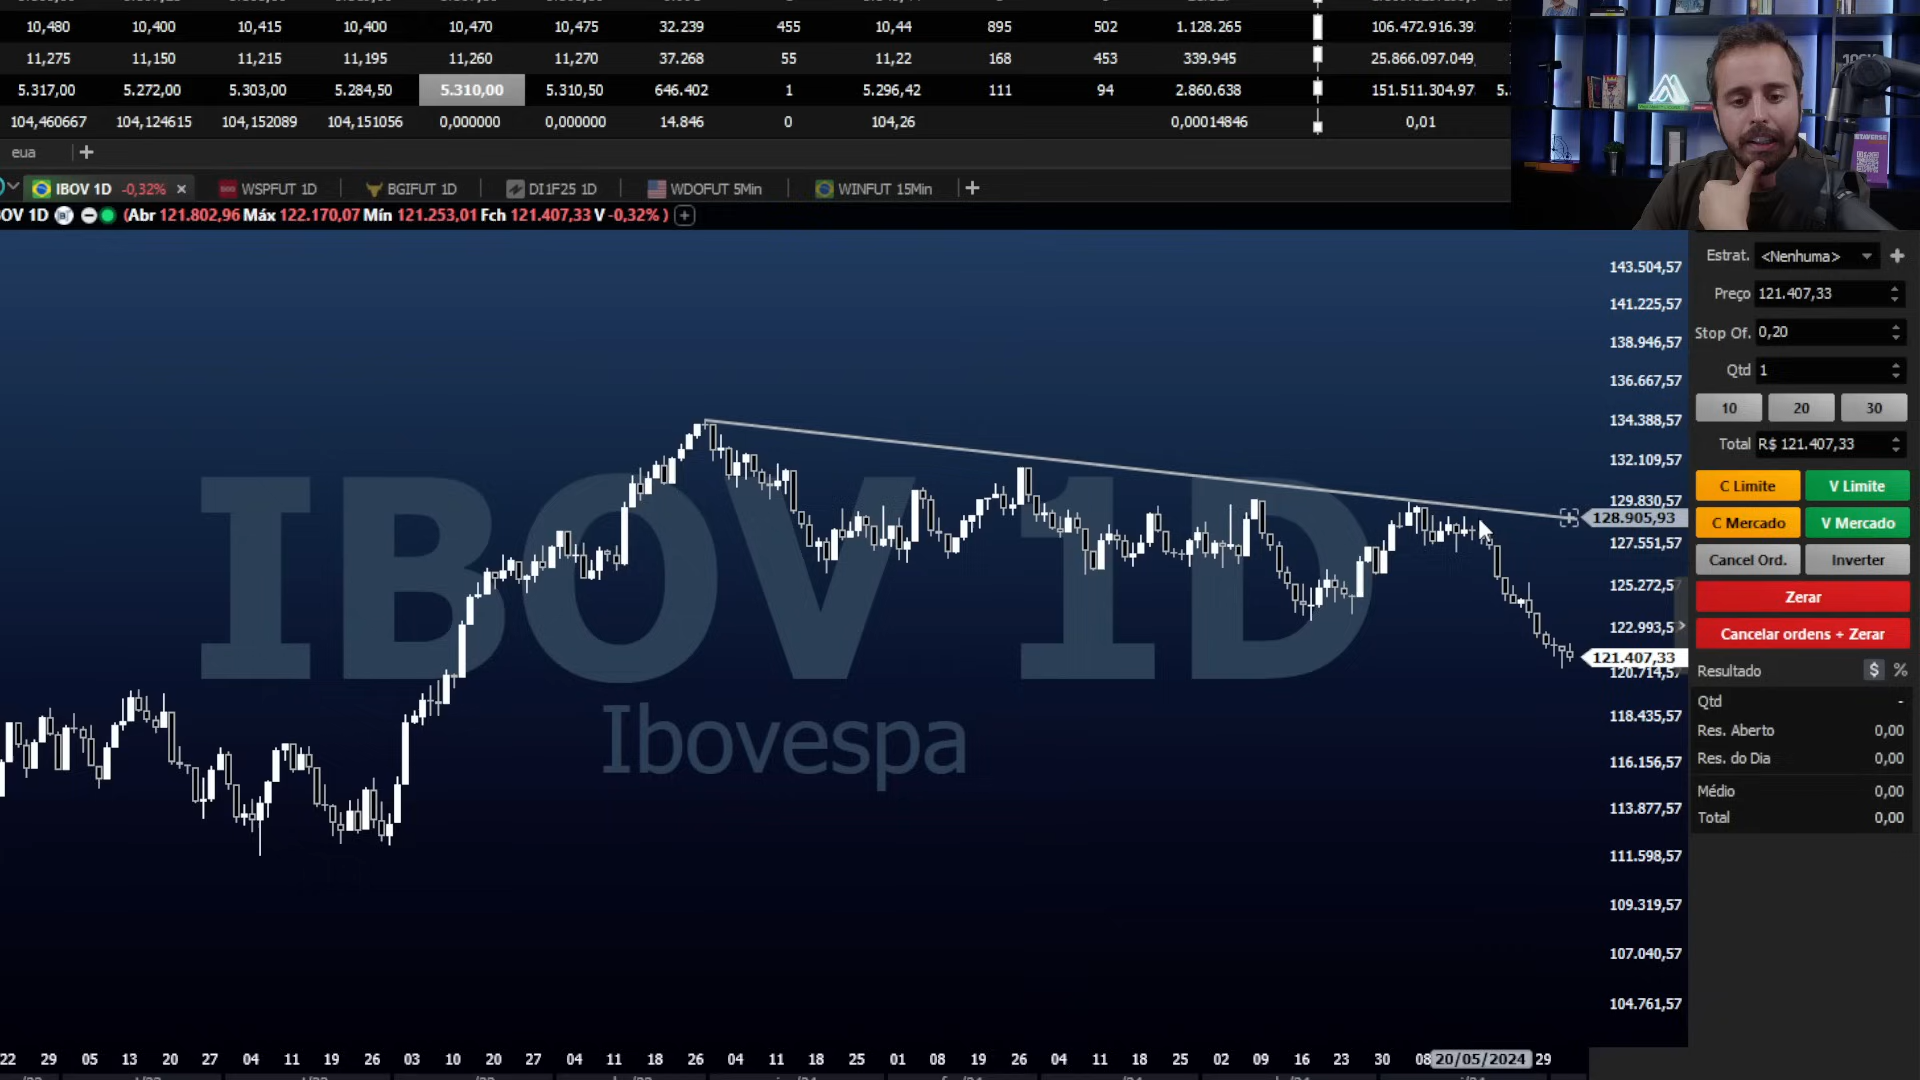 10,480 10,400 10,415 10,400 10,470 10,475 32.239 455 10,44 895 502 1.128.265 106.472.916.39
11,275 11,150 11,215 11,195 11,260 11,270 37.268 55 11,22 168 453 339.945 25.866.097.049,
5.317,00 5.272,00 5.303,00 5.284,50 5.310,00 5.310,50 646.402 1 5.296,42 111 94 2.860.638 151.511.304.97
104,460667 104,124615 104,152089 104,151056 0,000000 0,000000 14.846 0 104,26 0,00014846 0,01
eua +
IBOV 1D -0,32% × WSPFUT 1D BGIFUT 1D DI1F25 1D WDOFUT 5Min WINFUT 15Min +
OV 1D (Abr 121.802,96 Máx 122.170,07 Mín 121.253,01 Fch 121.407,33 V -0,32% ) +
IBOV 1D
Ibovespa
143.504,57
141.225,57
138.946,57
136.667,57
134.388,57
132.109,57
129.830,57
128.905,93
127.551,57
125.272,57
122.993,57
121.407,33
120.714,57
118.435,57
116.156,57
113.877,57
111.598,57
109.319,57
107.040,57
104.761,57
Estrat. <Nenhuma> +
Preço 121.407,33
Stop Of. 0,20
Qtd 1
10 20 30
Total R$ 121.407,33
C Limite V Limite
C Mercado V Mercado
Cancel Ord. Inverter
Zerar
Cancelar ordens + Zerar
Resultado $ %
Qtd -
Res. Aberto 0,00
Res. do Dia 0,00
Médio 0,00
Total 0,00
22 29 05 13 20 27 04 11 19 26 03 10 20 27 04 11 18 26 04 11 18 25 01 08 19 26 04 11 18 25 02 09 16 23 30 08 20/05/2024 29